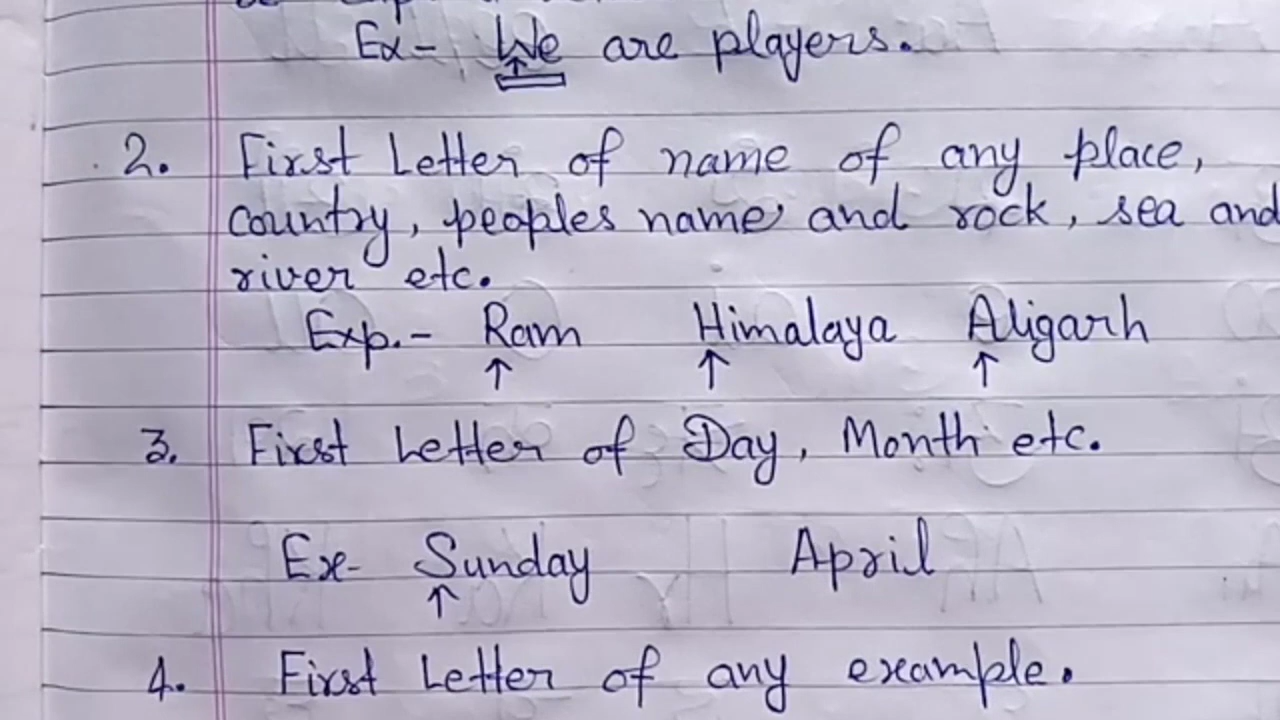 Ex- We are players.
2. First Letter of name of any place,
country, peoples name and rock, sea and
river etc.
Exp.- Ram Himalaya Aligarh
3. First Letter of Day, Month etc.
Ex- Sunday April
4. First Letter of any example.